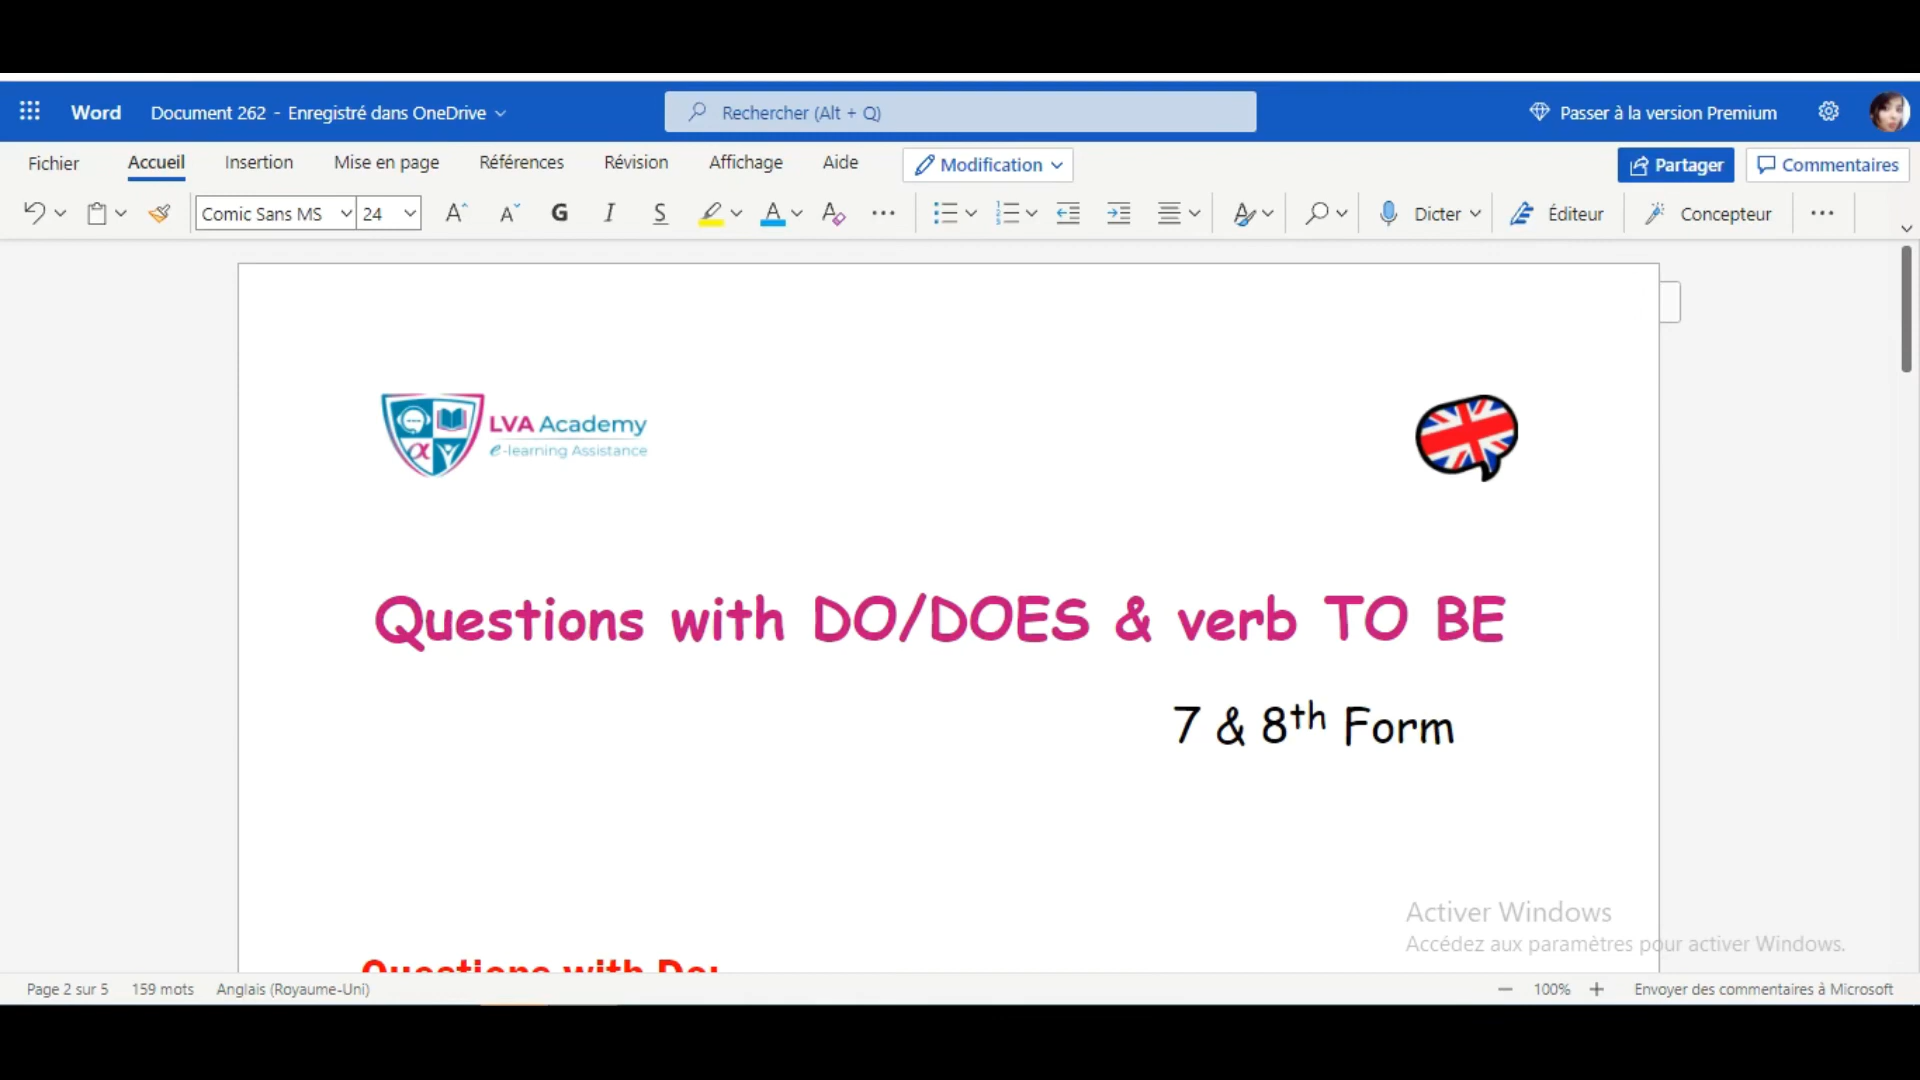 Word Document 262 - Enregistré dans OneDrive Rechercher (Alt + Q) Passer à la version Premium
Fichier Accueil Insertion Mise en page Références Révision Affichage Aide Modification Partager Commentaires
Comic Sans MS 24 A A G I S A A Dicter Éditeur Concepteur
LVA Academy
e-learning Assistance
Questions with DO/DOES & verb TO BE
7 & 8th Form
Activer Windows
Accédez aux paramètres pour activer Windows.
Questions with Do:
Page 2 sur 5 159 mots Anglais (Royaume-Uni) 100% Envoyer des commentaires à Microsoft